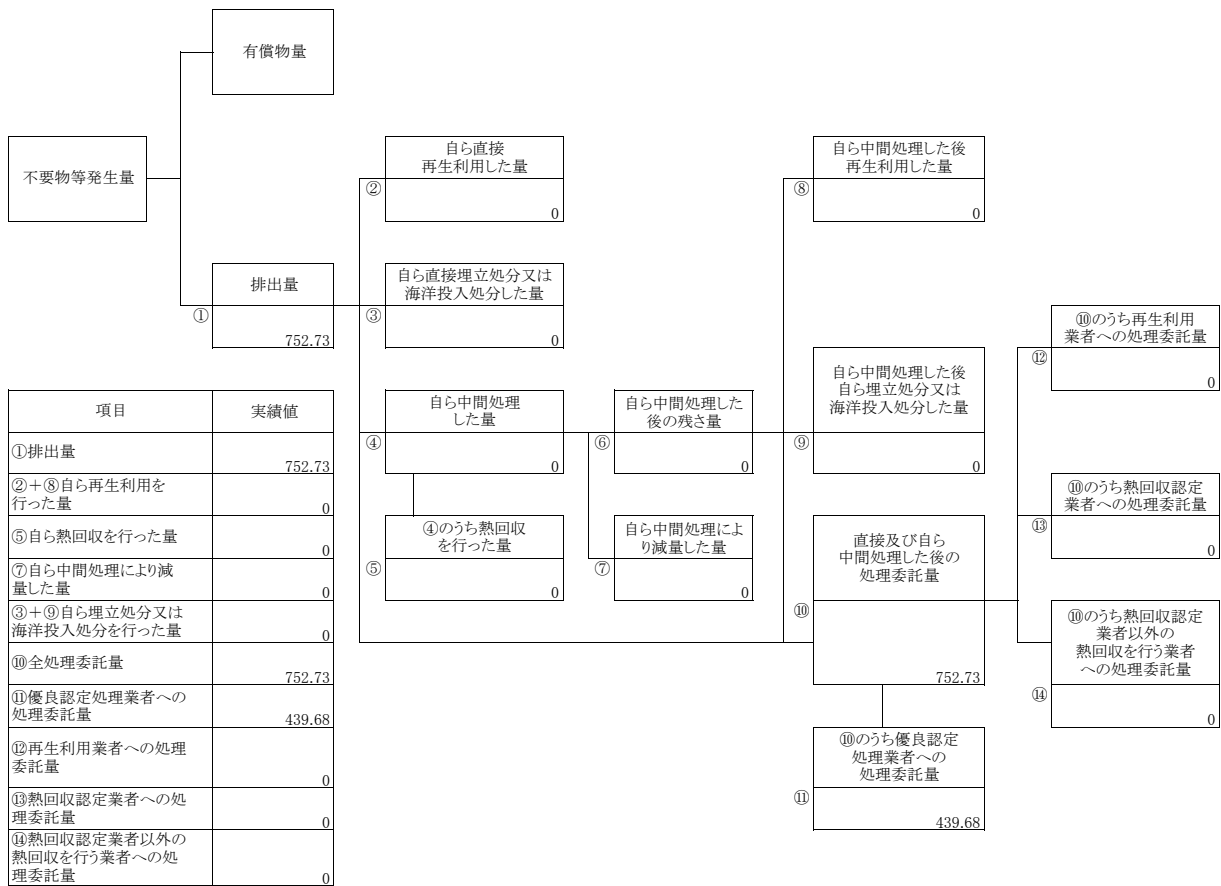 有償物量
不要物等発生量
自ら直接
再生利用した量
②
0
自ら中間処理した後
再生利用した量
⑧
0
排出量
①
752.73
自ら直接埋立処分又は
海洋投入処分した量
③
0
⑩のうち再生利用
業者への処理委託量
⑫
0
自ら中間処理
した量
④
0
自ら中間処理した
後の残さ量
⑥
0
自ら中間処理した後
自ら埋立処分又は
海洋投入処分した量
⑨
0
⑩のうち熱回収認定
業者への処理委託量
⑬
0
④のうち熱回収
を行った量
⑤
0
自ら中間処理によ
り減量した量
⑦
0
直接及び自ら
中間処理した後の
処理委託量
⑩
752.73
⑩のうち熱回収認定
業者以外の
熱回収を行う業者
への処理委託量
⑭
0
⑩のうち優良認定
処理業者への
処理委託量
⑪
439.68
項目 実績値
①排出量
752.73
②＋⑧自ら再生利用を
行った量
0
⑤自ら熱回収を行った量
0
⑦自ら中間処理により減
量した量
0
③＋⑨自ら埋立処分又は
海洋投入処分を行った量
0
⑩全処理委託量
752.73
⑪優良認定処理業者への
処理委託量
439.68
⑫再生利用業者への処理
委託量
0
⑬熱回収認定業者への処
理委託量
0
⑭熱回収認定業者以外の
熱回収を行う業者への処
理委託量
0